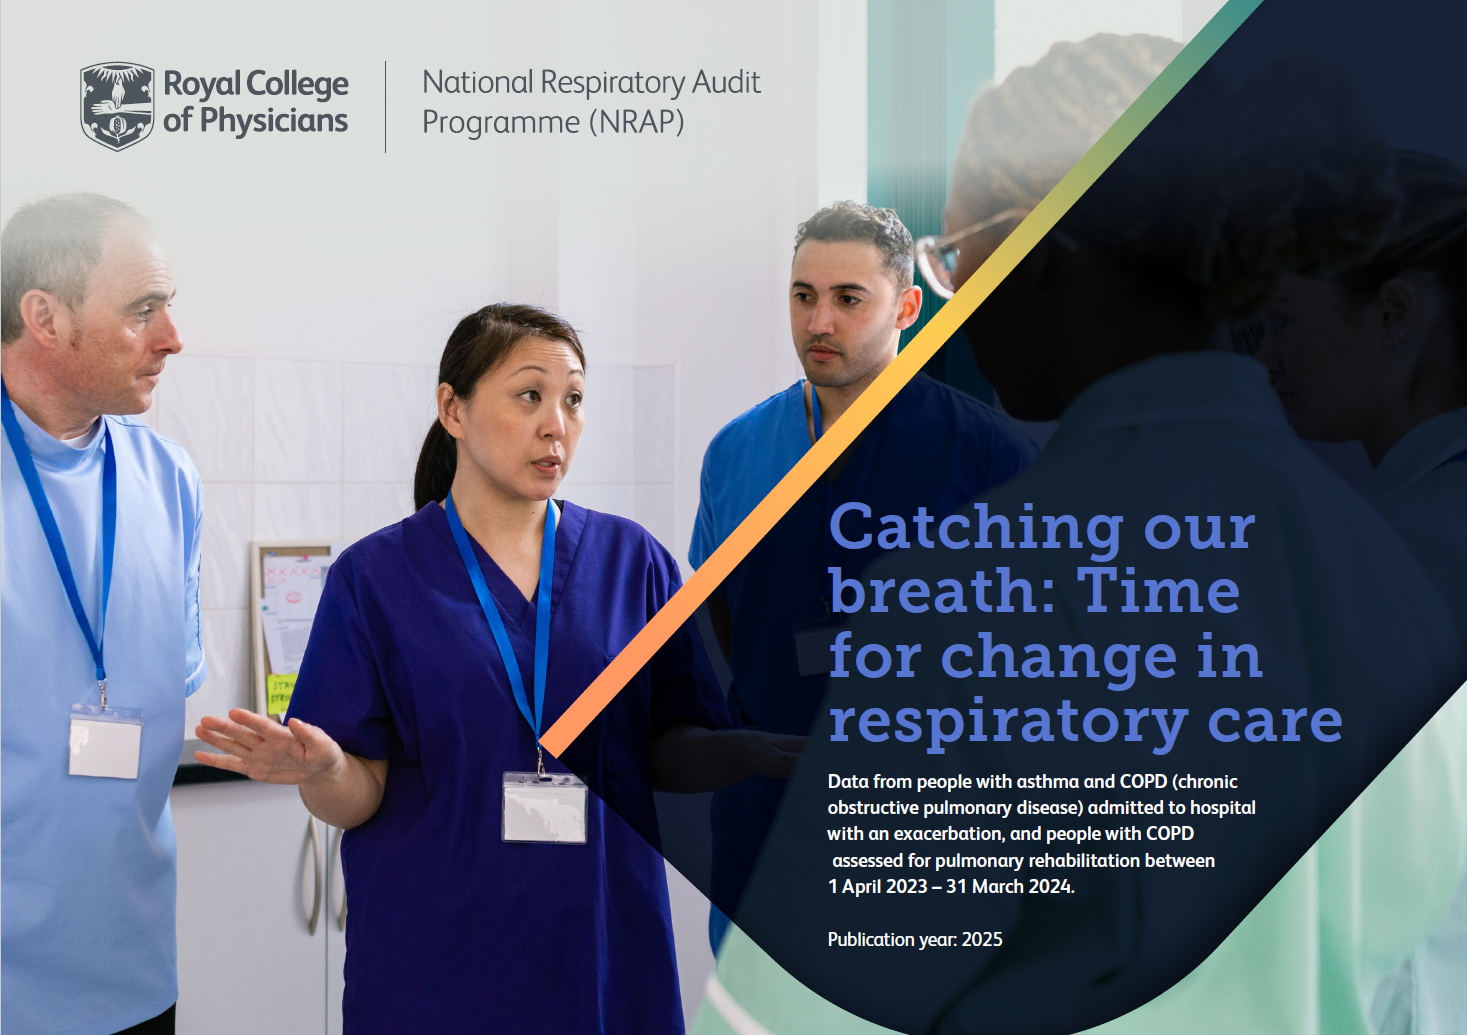 Royal College
of Physicians
National Respiratory Audit
Programme (NRAP)
Catching our
breath: Time
for change in
respiratory care
Data from people with asthma and COPD (chronic
obstructive pulmonary disease) admitted to hospital
with an exacerbation, and people with COPD
assessed for pulmonary rehabilitation between
1 April 2023 – 31 March 2024.
Publication year: 2025